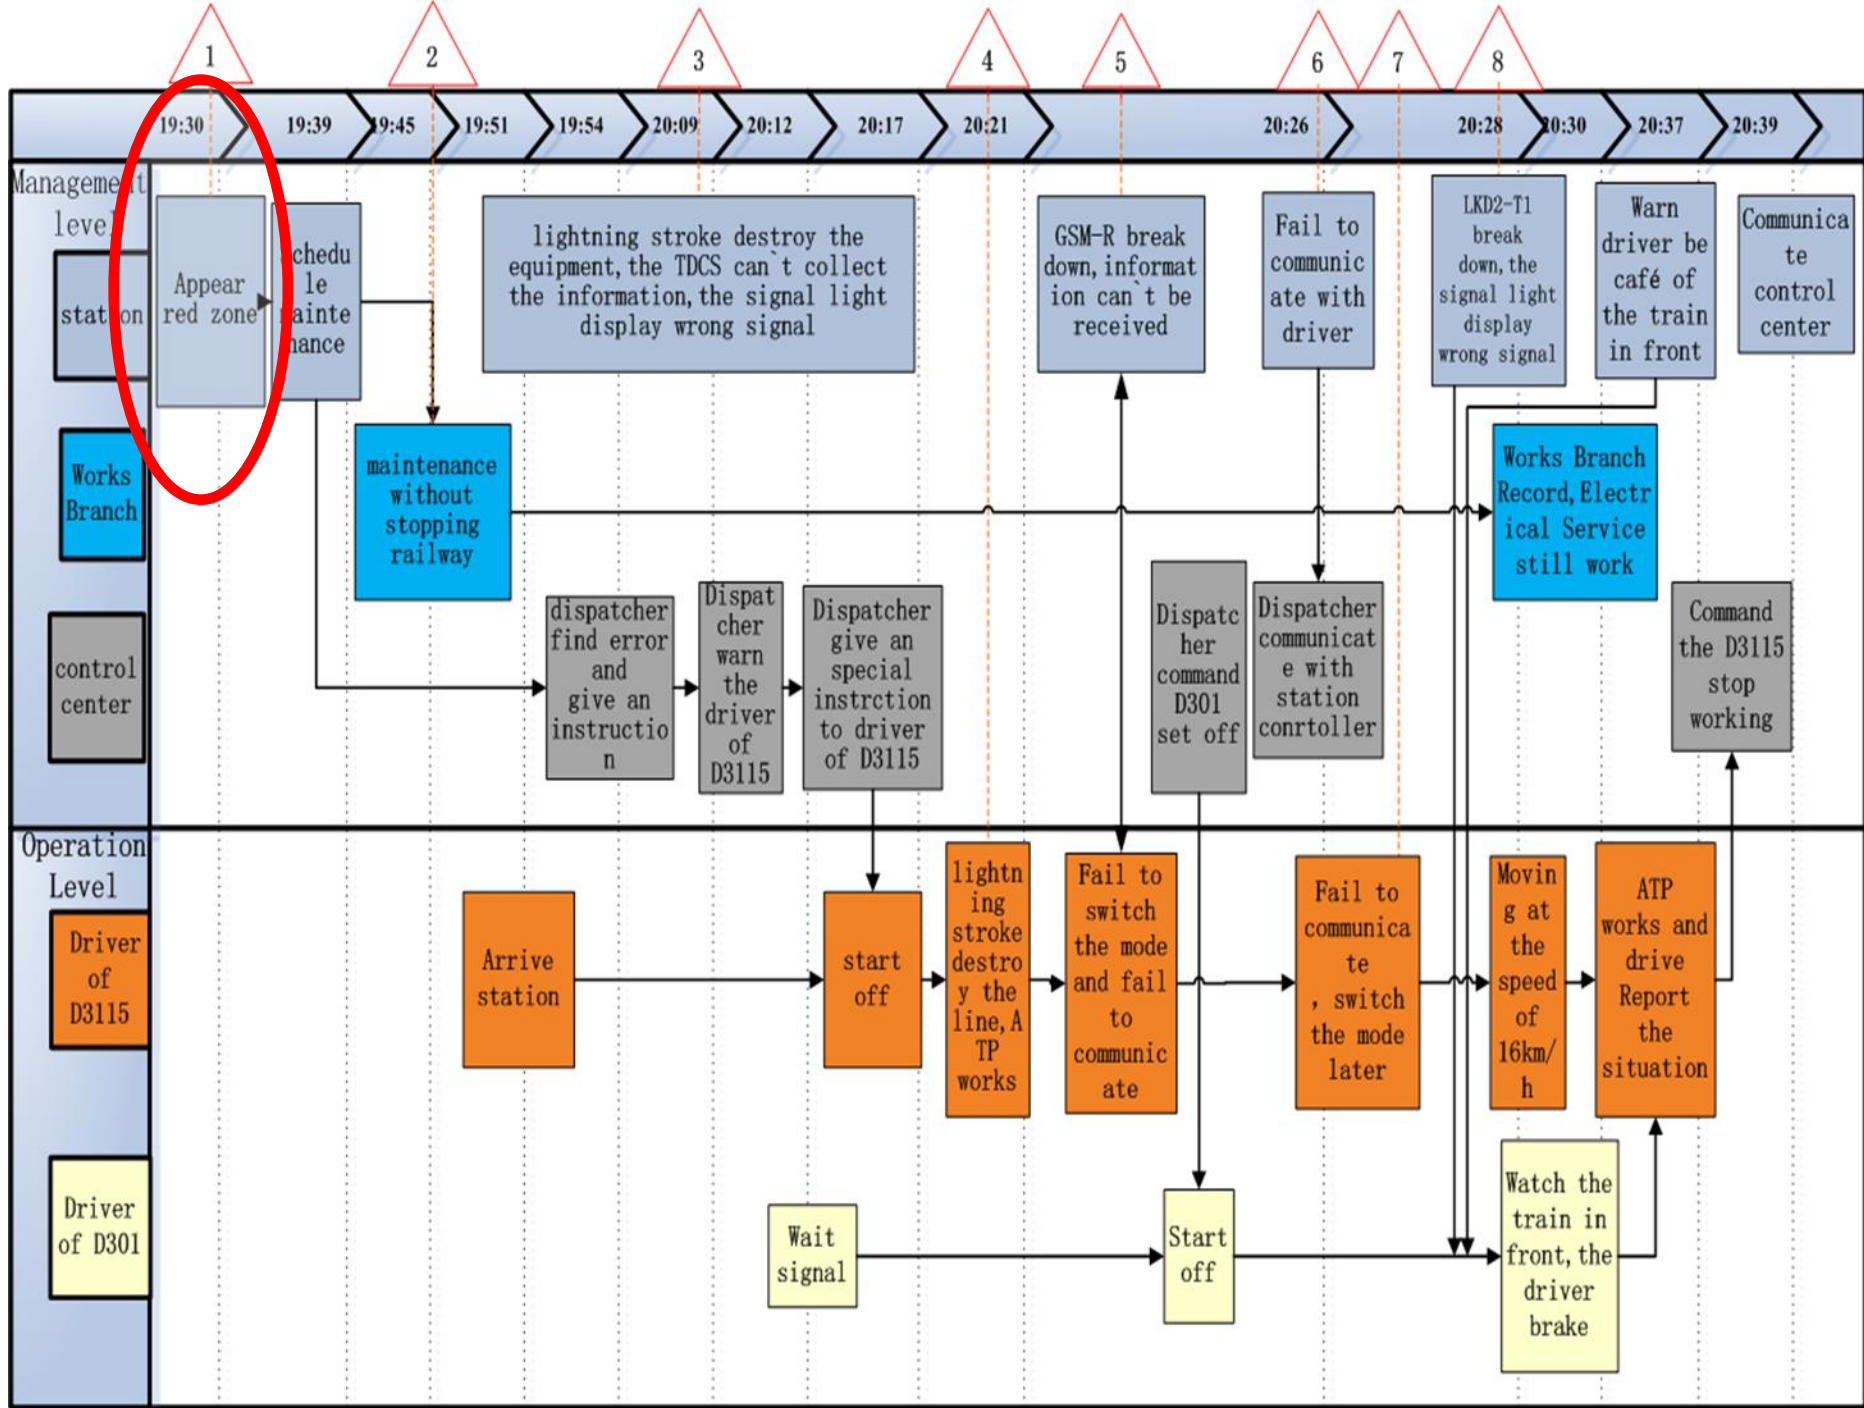 1
2
3
4
5
6
7
8
19:30
19:39
19:45
19:51
19:54
20:09
20:12
20:17
20:21
20:26
20:28
20:30
20:37
20:39
Management
level
station
Appear
red zone
schedu
le
mainte
nance
lightning stroke destroy the
equipment, the TDCS can`t collect
the information, the signal light
display wrong signal
GSM-R break
down, informat
ion can`t be
received
Fail to
communic
ate with
driver
LKD2-T1
break
down, the
signal light
display
wrong signal
Warn
driver be
café of
the train
in front
Communica
te
control
center
Works
Branch
maintenance
without
stopping
railway
Works Branch
Record, Electr
ical Service
still work
control
center
dispatcher
find error
and
give an
instructio
n
Dispat
cher
warn
the
driver
of
D3115
Dispatcher
give an
special
instrction
to driver
of D3115
Dispatc
her
command
D301
set off
Dispatcher
communicat
e with
station
conrtoller
Command
the D3115
stop
working
Operation
Level
Driver
of
D3115
Arrive
station
start
off
lightn
ing
stroke
destro
y the
line, A
TP
works
Fail to
switch
the mode
and fail
to
communic
ate
Fail to
communica
te
, switch
the mode
later
Movin
g at
the
speed
of
16km/
h
ATP
works and
drive
Report
the
situation
Driver
of D301
Wait
signal
Start
off
Watch the
train in
front, the
driver
brake